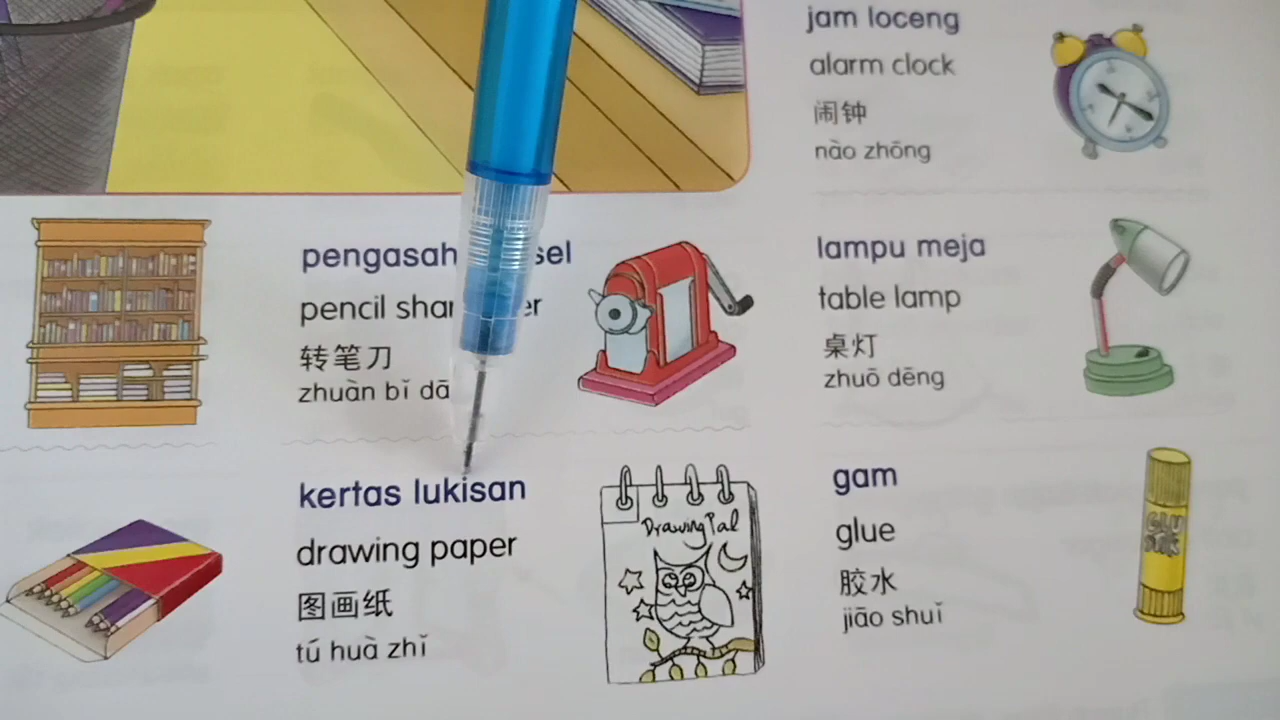 jam loceng
alarm clock
闹钟
nào zhōng
pengasah sel
pencil shar er
转笔刀
zhuàn bǐ dā
lampu meja
table lamp
桌灯
zhuō dēng
kertas lukisan
drawing paper
图画纸
tú huà zhǐ
Drawing Pal
gam
glue
胶水
jiāo shuǐ
GLU